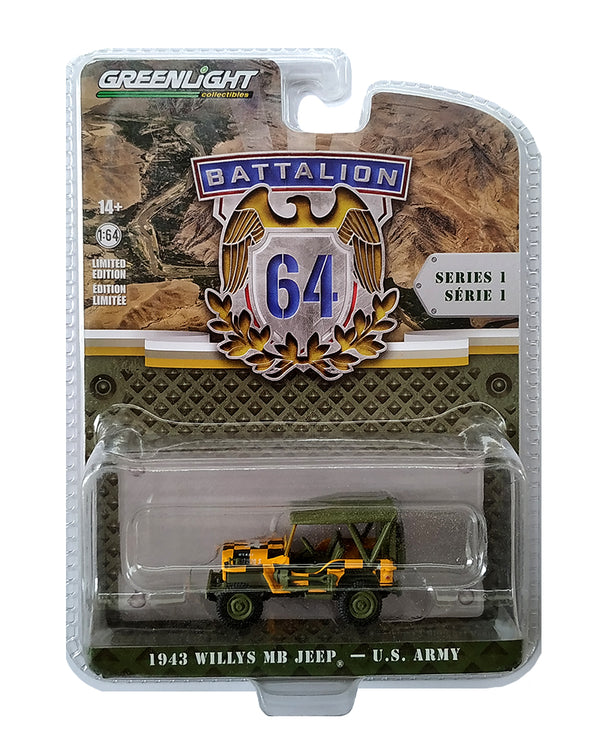 GREENLIGHT
collectibles
BATTALION
64
14+
1:64
LIMITED
EDITION
ÉDITION
LIMITÉE
SERIES 1
SÉRIE 1
1943 WILLYS MB JEEP® — U.S. ARMY